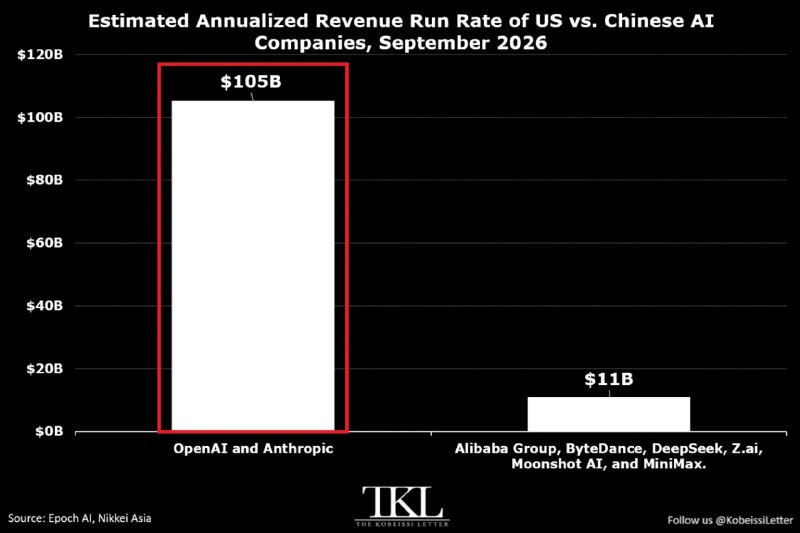 Estimated Annualized Revenue Run Rate of US vs. Chinese AI
Companies, September 2026
$120B
$105B
$100B
$80B
$60B
$40B
$20B
$11B
$0B
OpenAI and Anthropic
Alibaba Group, ByteDance, DeepSeek, Z.ai,
Moonshot AI, and MiniMax.
TKL
THE KOBEISSI LETTER
Source: Epoch AI, Nikkei Asia
Follow us @KobeissiLetter